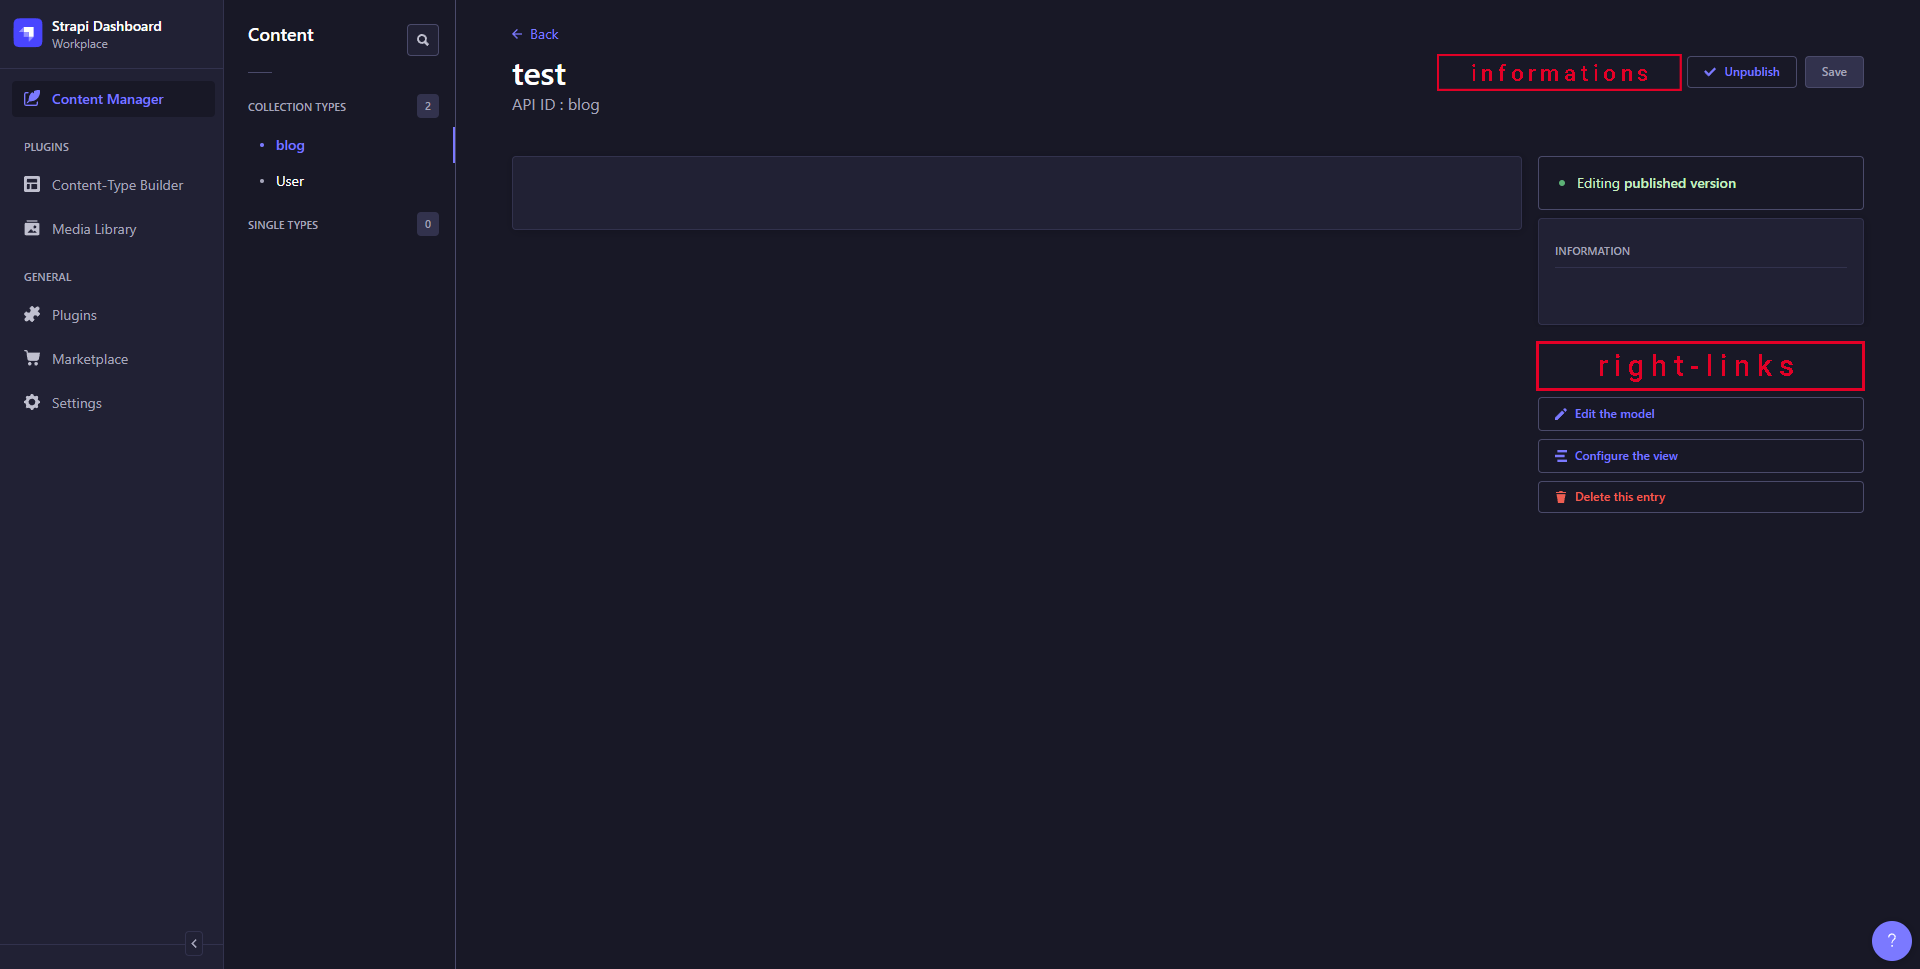 Strapi Dashboard
Workplace
Content Manager
PLUGINS
Content-Type Builder
Media Library
GENERAL
Plugins
Marketplace
Settings
Content
COLLECTION TYPES 2
blog
User
SINGLE TYPES 0
Back
test
API ID : blog
informations
Unpublish
Save
Editing published version
INFORMATION
right-links
Edit the model
Configure the view
Delete this entry
?